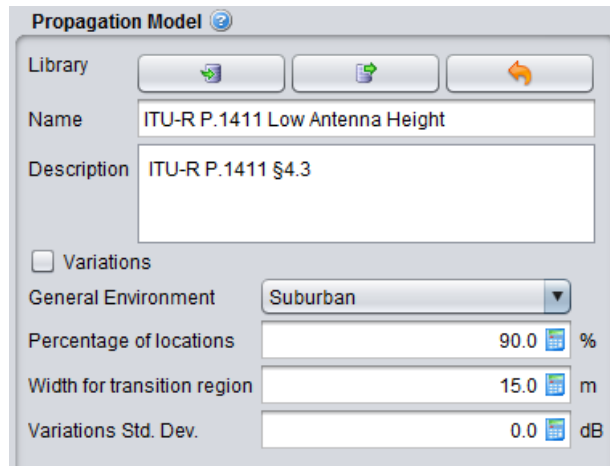 Propagation Model
Library
Name ITU-R P.1411 Low Antenna Height
Description ITU-R P.1411 §4.3
Variations
General Environment Suburban
Percentage of locations 90.0 %
Width for transition region 15.0 m
Variations Std. Dev. 0.0 dB